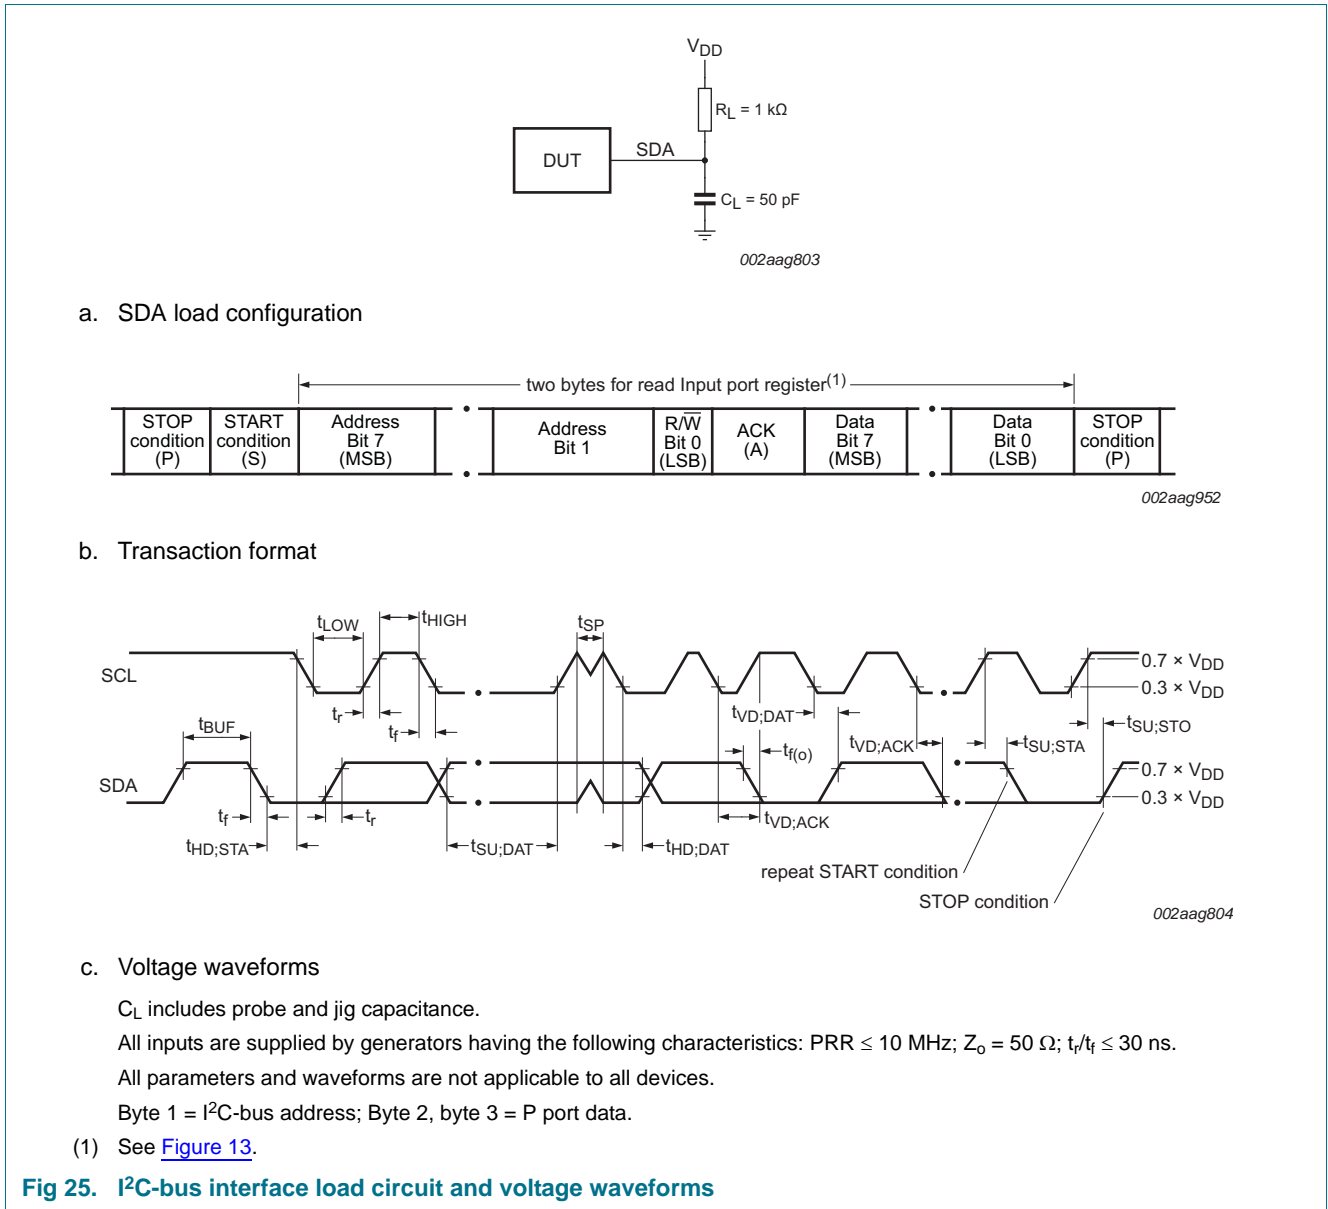 VDD
RL = 1 kΩ
DUT
SDA
CL = 50 pF
002aag803
a. SDA load configuration
two bytes for read Input port register(1)
STOP condition (P)
START condition (S)
Address Bit 7 (MSB)
Address Bit 1
R/W̅ Bit 0 (LSB)
ACK (A)
Data Bit 7 (MSB)
Data Bit 0 (LSB)
STOP condition (P)
002aag952
b. Transaction format
tLOW
tHIGH
tSP
SCL
0.7 × VDD
0.3 × VDD
tr
tf
tBUF
tVD;DAT
tf(o)
tVD;ACK
tSU;STA
tSU;STO
SDA
0.7 × VDD
0.3 × VDD
tf
tr
tHD;STA
tSU;DAT
tHD;DAT
tVD;ACK
repeat START condition
STOP condition
002aag804
c. Voltage waveforms
CL includes probe and jig capacitance.
All inputs are supplied by generators having the following characteristics: PRR ≤ 10 MHz; Zo = 50 Ω; tr/tf ≤ 30 ns.
All parameters and waveforms are not applicable to all devices.
Byte 1 = I2C-bus address; Byte 2, byte 3 = P port data.
(1) See Figure 13.
Fig 25. I2C-bus interface load circuit and voltage waveforms